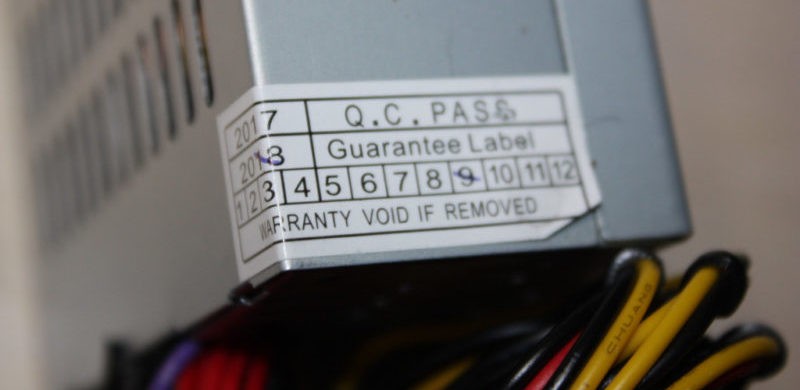 2017 Q.C.PASS
2018 Guarantee Label
1 2 3 4 5 6 7 8 9 10 11 12
WARRANTY VOID IF REMOVED
CHUANG